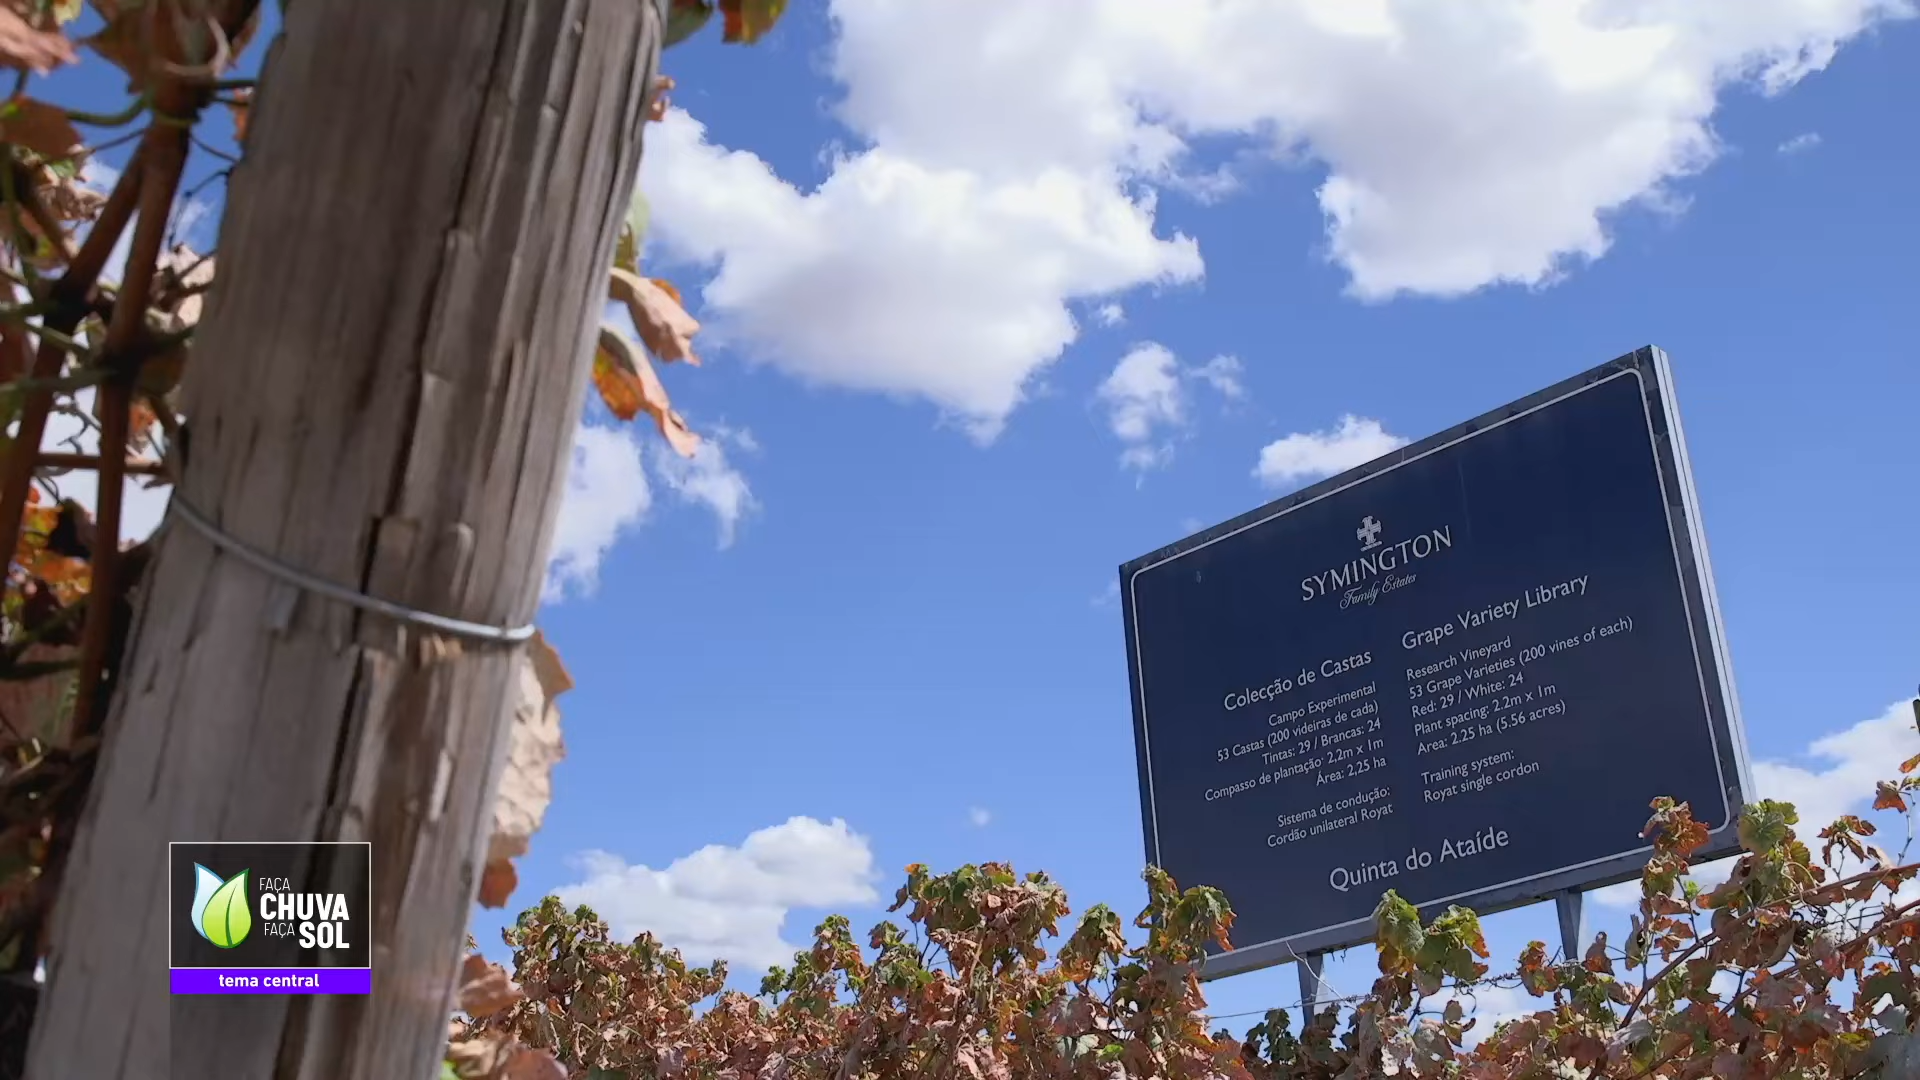 SYMINGTON
Family Estates
Colecção de Castas
Campo Experimental
53 Castas (200 videiras de cada)
Tintas: 29 / Brancas: 24
Compasso de plantação: 2,2m x 1m
Área: 2,25 ha
Sistema de condução:
Cordão unilateral Royat
Grape Variety Library
Research Vineyard
53 Grape Varieties (200 vines of each)
Red: 29 / White: 24
Plant spacing: 2.2m x 1m
Area: 2.25 ha (5.56 acres)
Training system:
Royat single cordon
Quinta do Ataíde
FAÇA
CHUVA
FAÇA SOL
tema central